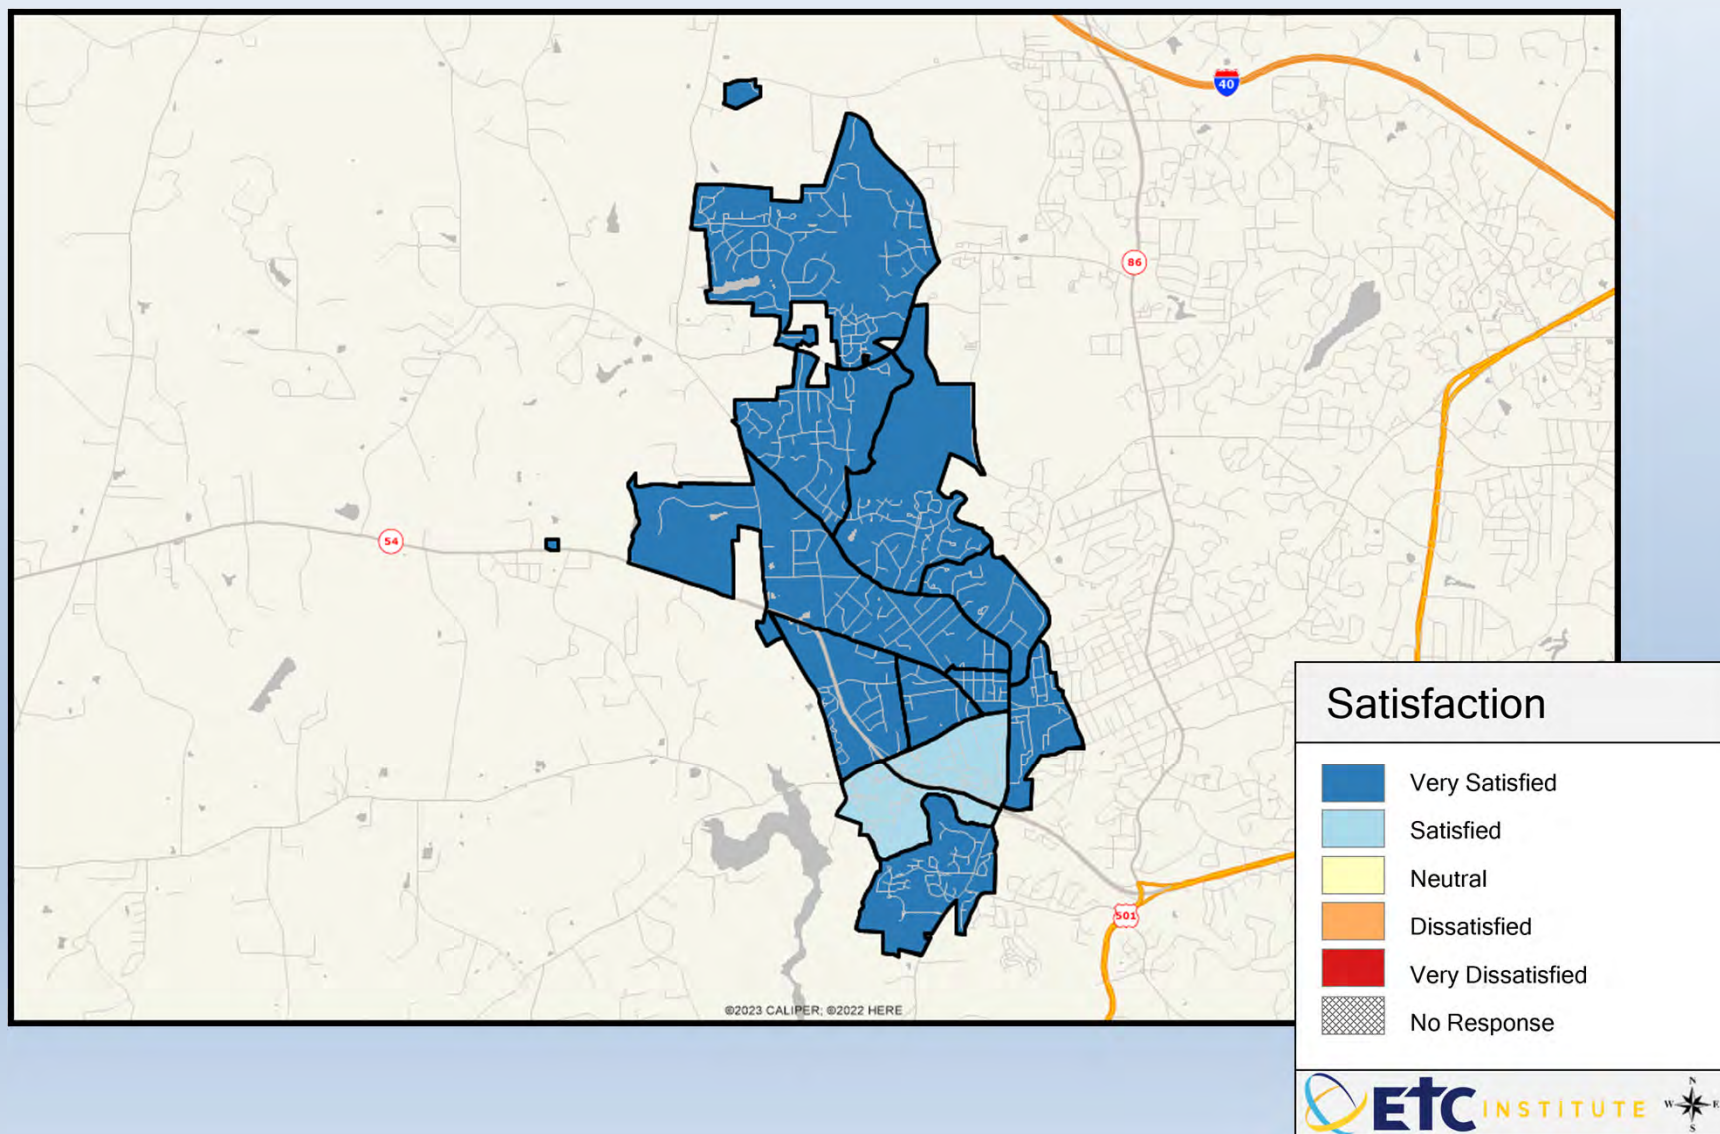 40
86
54
501
©2023 CALIPER; ©2022 HERE
Satisfaction
Very Satisfied
Satisfied
Neutral
Dissatisfied
Very Dissatisfied
No Response
ETC INSTITUTE
N
W E
S